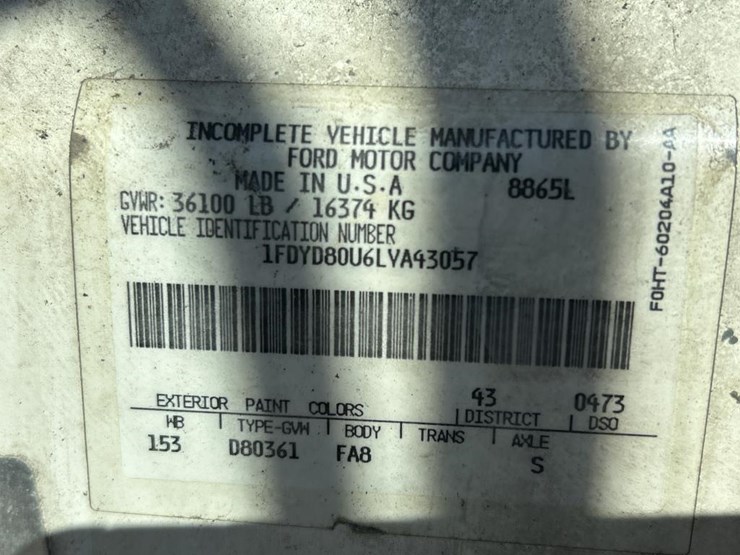 INCOMPLETE VEHICLE MANUFACTURED BY
FORD MOTOR COMPANY
MADE IN U.S.A 8865L
GVWR: 36100 LB / 16374 KG
VEHICLE IDENTIFICATION NUMBER
1FDYD80U6LVA43057
F0HT-60204A10-AA
43 0473
EXTERIOR PAINT COLORS DISTRICT DSO
WB TYPE-GVW BODY TRANS AXLE
153 D80361 FA8 S